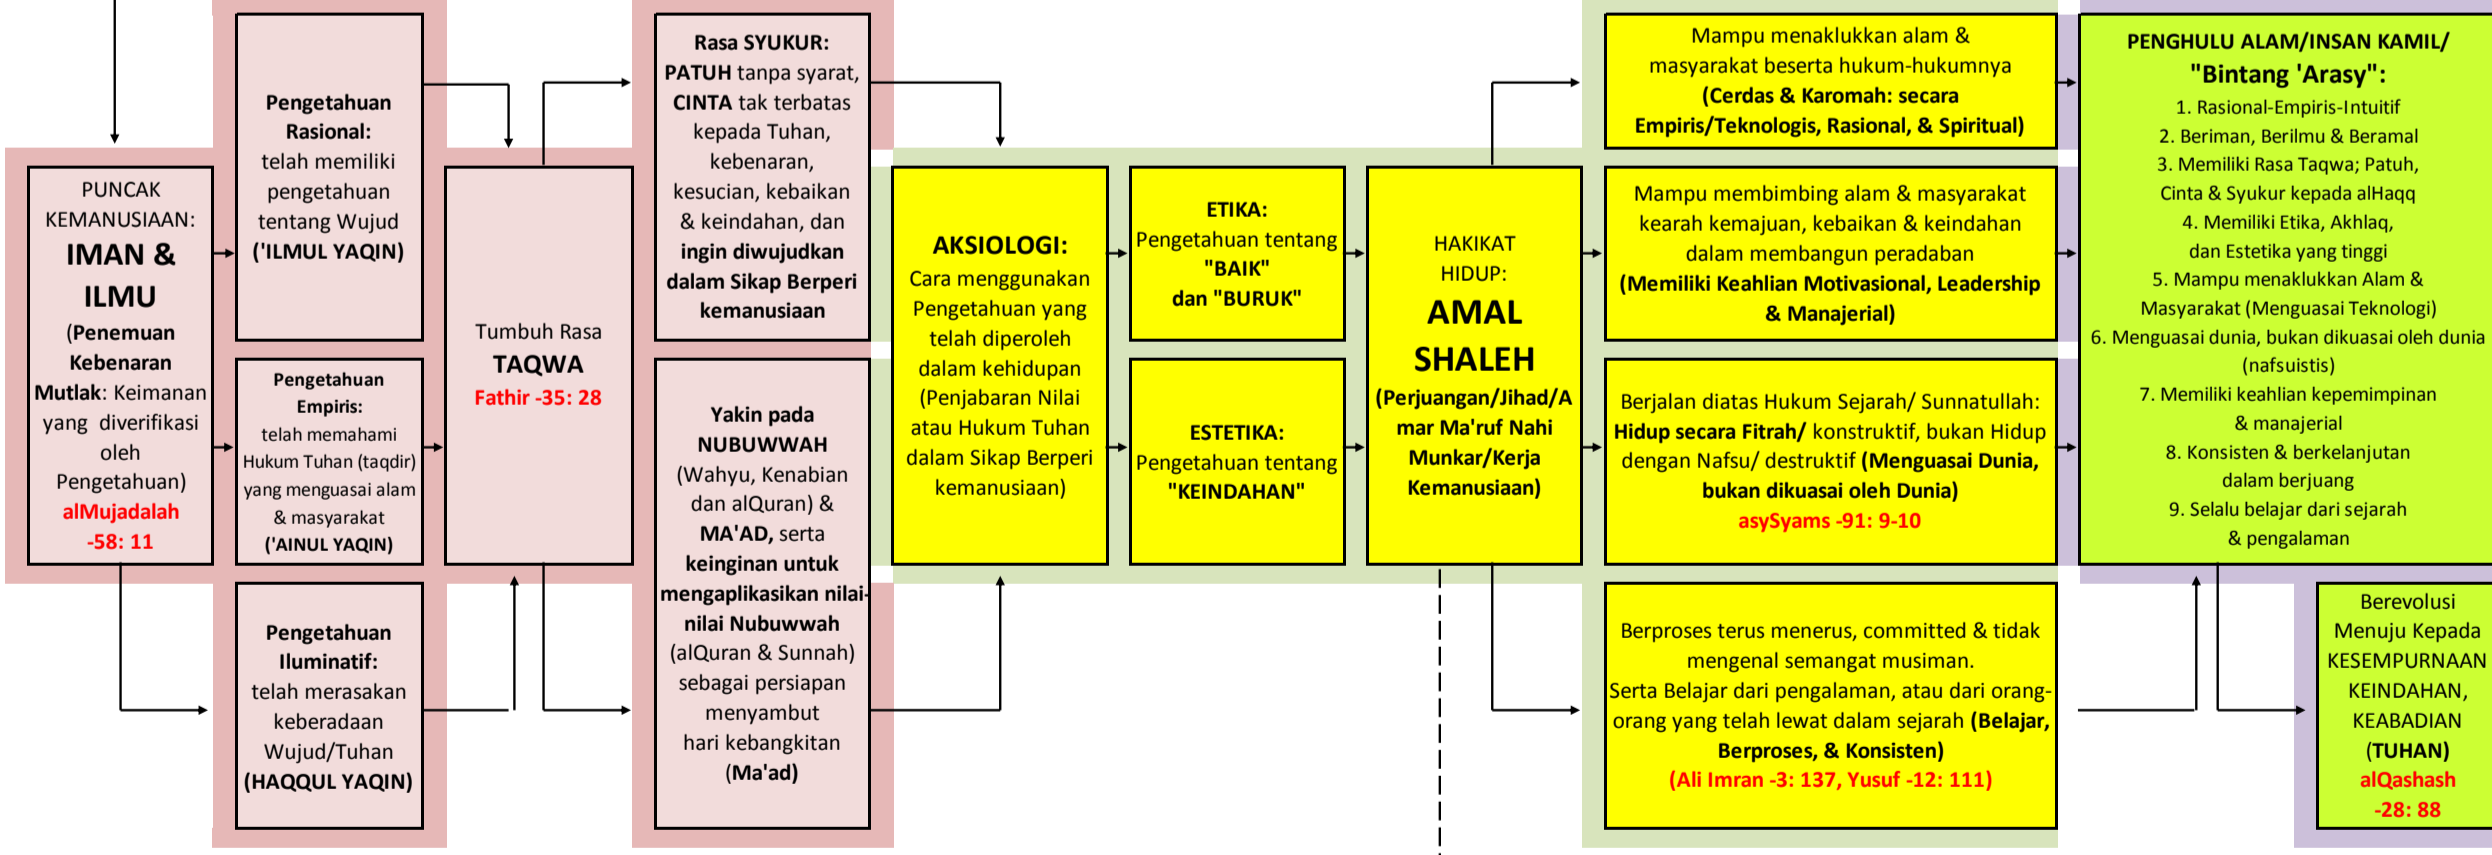 PUNCAK
KEMANUSIAAN:
IMAN &
ILMU
(Penemuan
Kebenaran
Mutlak: Keimanan
yang diverifikasi
oleh
Pengetahuan)
alMujadalah
-58: 11
Pengetahuan
Rasional:
telah memiliki
pengetahuan
tentang Wujud
('ILMUL YAQIN)
Pengetahuan
Empiris:
telah memahami
Hukum Tuhan (taqdir)
yang menguasai alam
& masyarakat
('AINUL YAQIN)
Pengetahuan
Iluminatif:
telah merasakan
keberadaan
Wujud/Tuhan
(HAQQUL YAQIN)
Tumbuh Rasa
TAQWA
Fathir -35: 28
Rasa SYUKUR:
PATUH tanpa syarat,
CINTA tak terbatas
kepada Tuhan,
kebenaran,
kesucian, kebaikan
& keindahan, dan
ingin diwujudkan
dalam Sikap Berperi
kemanusiaan
Yakin pada
NUBUWWAH
(Wahyu, Kenabian
dan alQuran) &
MA'AD, serta
keinginan untuk
mengaplikasikan nilai-
nilai Nubuwwah
(alQuran & Sunnah)
sebagai persiapan
menyambut
hari kebangkitan
(Ma'ad)
AKSIOLOGI:
Cara menggunakan
Pengetahuan yang
telah diperoleh
dalam kehidupan
(Penjabaran Nilai
atau Hukum Tuhan
dalam Sikap Berperi
kemanusiaan)
ETIKA:
Pengetahuan tentang
"BAIK"
dan "BURUK"
ESTETIKA:
Pengetahuan tentang
"KEINDAHAN"
HAKIKAT
HIDUP:
AMAL
SHALEH
(Perjuangan/Jihad/A
mar Ma'ruf Nahi
Munkar/Kerja
Kemanusiaan)
Mampu menaklukkan alam &
masyarakat beserta hukum-hukumnya
(Cerdas & Karomah: secara
Empiris/Teknologis, Rasional, & Spiritual)
Mampu membimbing alam & masyarakat
kearah kemajuan, kebaikan & keindahan
dalam membangun peradaban
(Memiliki Keahlian Motivasional, Leadership
& Manajerial)
Berjalan diatas Hukum Sejarah/ Sunnatullah:
Hidup secara Fitrah/ konstruktif, bukan Hidup
dengan Nafsu/ destruktif (Menguasai Dunia,
bukan dikuasai oleh Dunia)
asySyams -91: 9-10
Berproses terus menerus, committed & tidak
mengenal semangat musiman.
Serta Belajar dari pengalaman, atau dari orang-
orang yang telah lewat dalam sejarah (Belajar,
Berproses, & Konsisten)
(Ali Imran -3: 137, Yusuf -12: 111)
PENGHULU ALAM/INSAN KAMIL/
"Bintang 'Arasy":
1. Rasional-Empiris-Intuitif
2. Beriman, Berilmu & Beramal
3. Memiliki Rasa Taqwa; Patuh,
Cinta & Syukur kepada alHaqq
4. Memiliki Etika, Akhlaq,
dan Estetika yang tinggi
5. Mampu menaklukkan Alam &
Masyarakat (Menguasai Teknologi)
6. Menguasai dunia, bukan dikuasai oleh dunia
(nafsuistis)
7. Memiliki keahlian kepemimpinan
& manajerial
8. Konsisten & berkelanjutan
dalam berjuang
9. Selalu belajar dari sejarah
& pengalaman
Berevolusi
Menuju Kepada
KESEMPURNAAN
KEINDAHAN,
KEABADIAN
(TUHAN)
alQashash
-28: 88